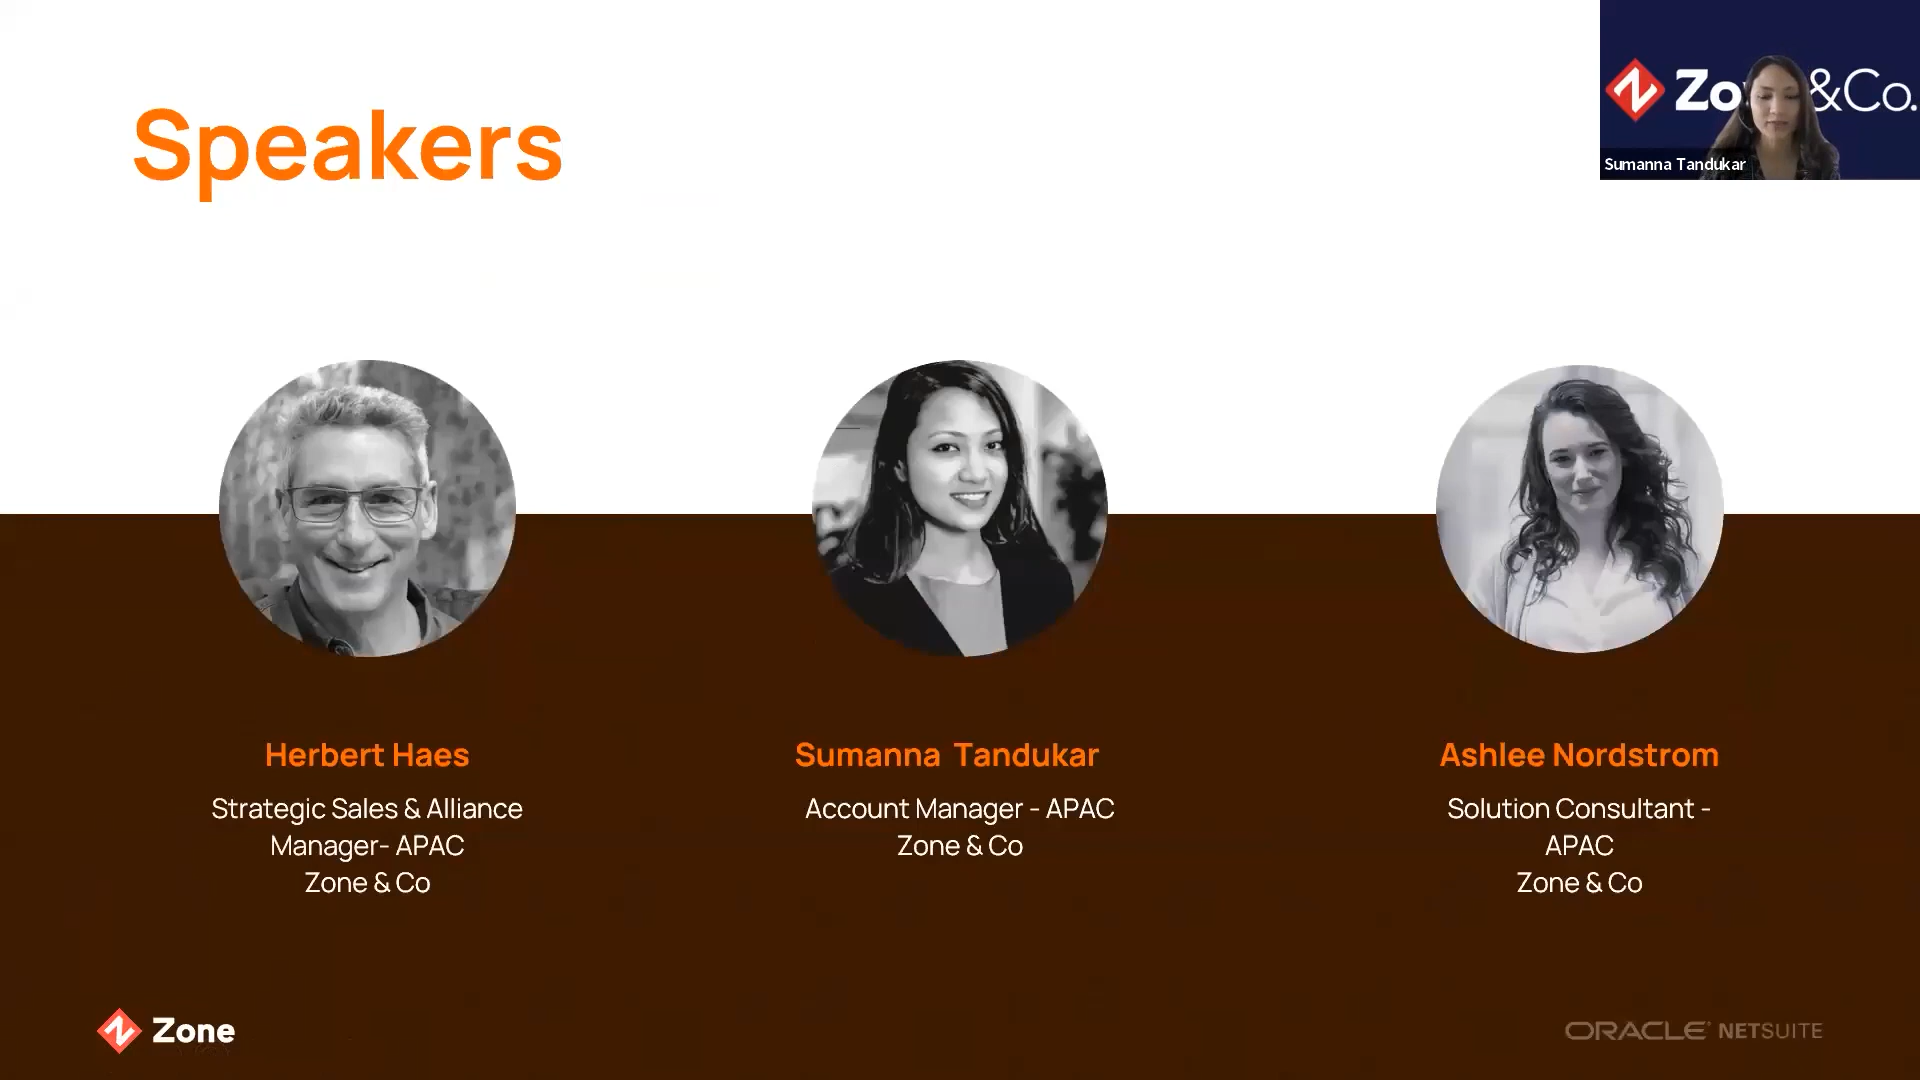 Speakers
Zo &Co.
Sumanna Tandukar
Herbert Haes
Strategic Sales & Alliance
Manager- APAC
Zone & Co
Sumanna Tandukar
Account Manager - APAC
Zone & Co
Ashlee Nordstrom
Solution Consultant -
APAC
Zone & Co
Zone
ORACLE NETSUITE